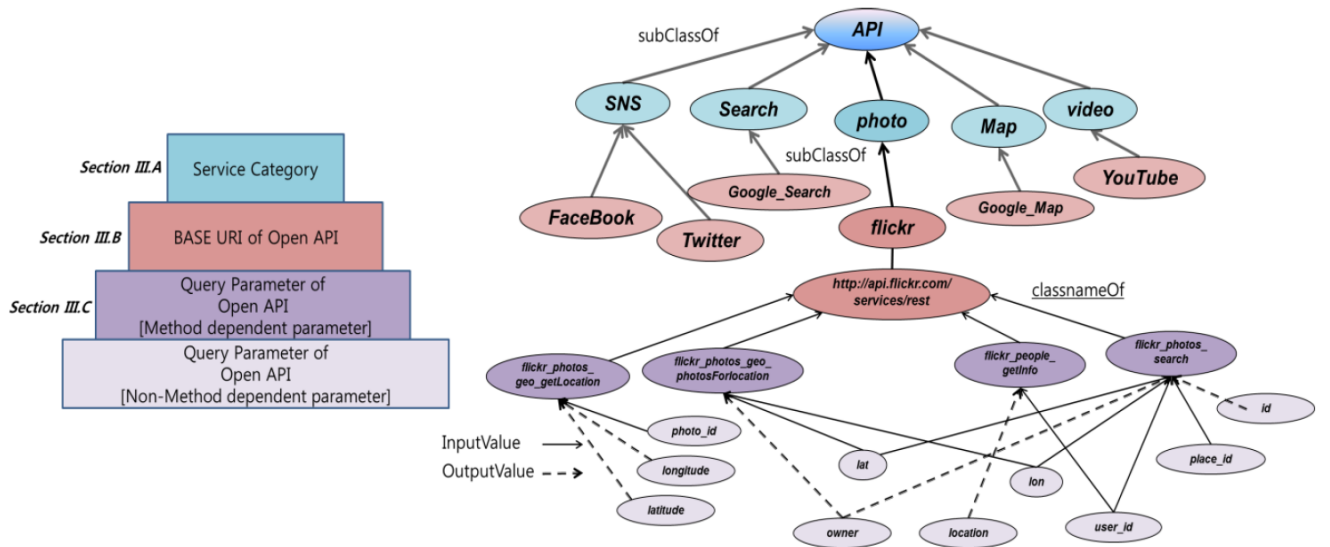 Section III.A
Service Category
Section III.B
BASE URI of Open API
Section III.C
Query Parameter of
Open API
[Method dependent parameter]
Query Parameter of
Open API
[Non-Method dependent parameter]
API
subClassOf
SNS
Search
photo
Map
video
subClassOf
FaceBook
Twitter
Google_Search
flickr
Google_Map
YouTube
http://api.flickr.com/
services/rest
classnameOf
flickr_photos_
geo_getLocation
flickr_photos_geo_
photosForlocation
flickr_people_
getInfo
flickr_photos_
search
InputValue
OutputValue
photo_id
longitude
latitude
lat
lon
id
place_id
owner
location
user_id